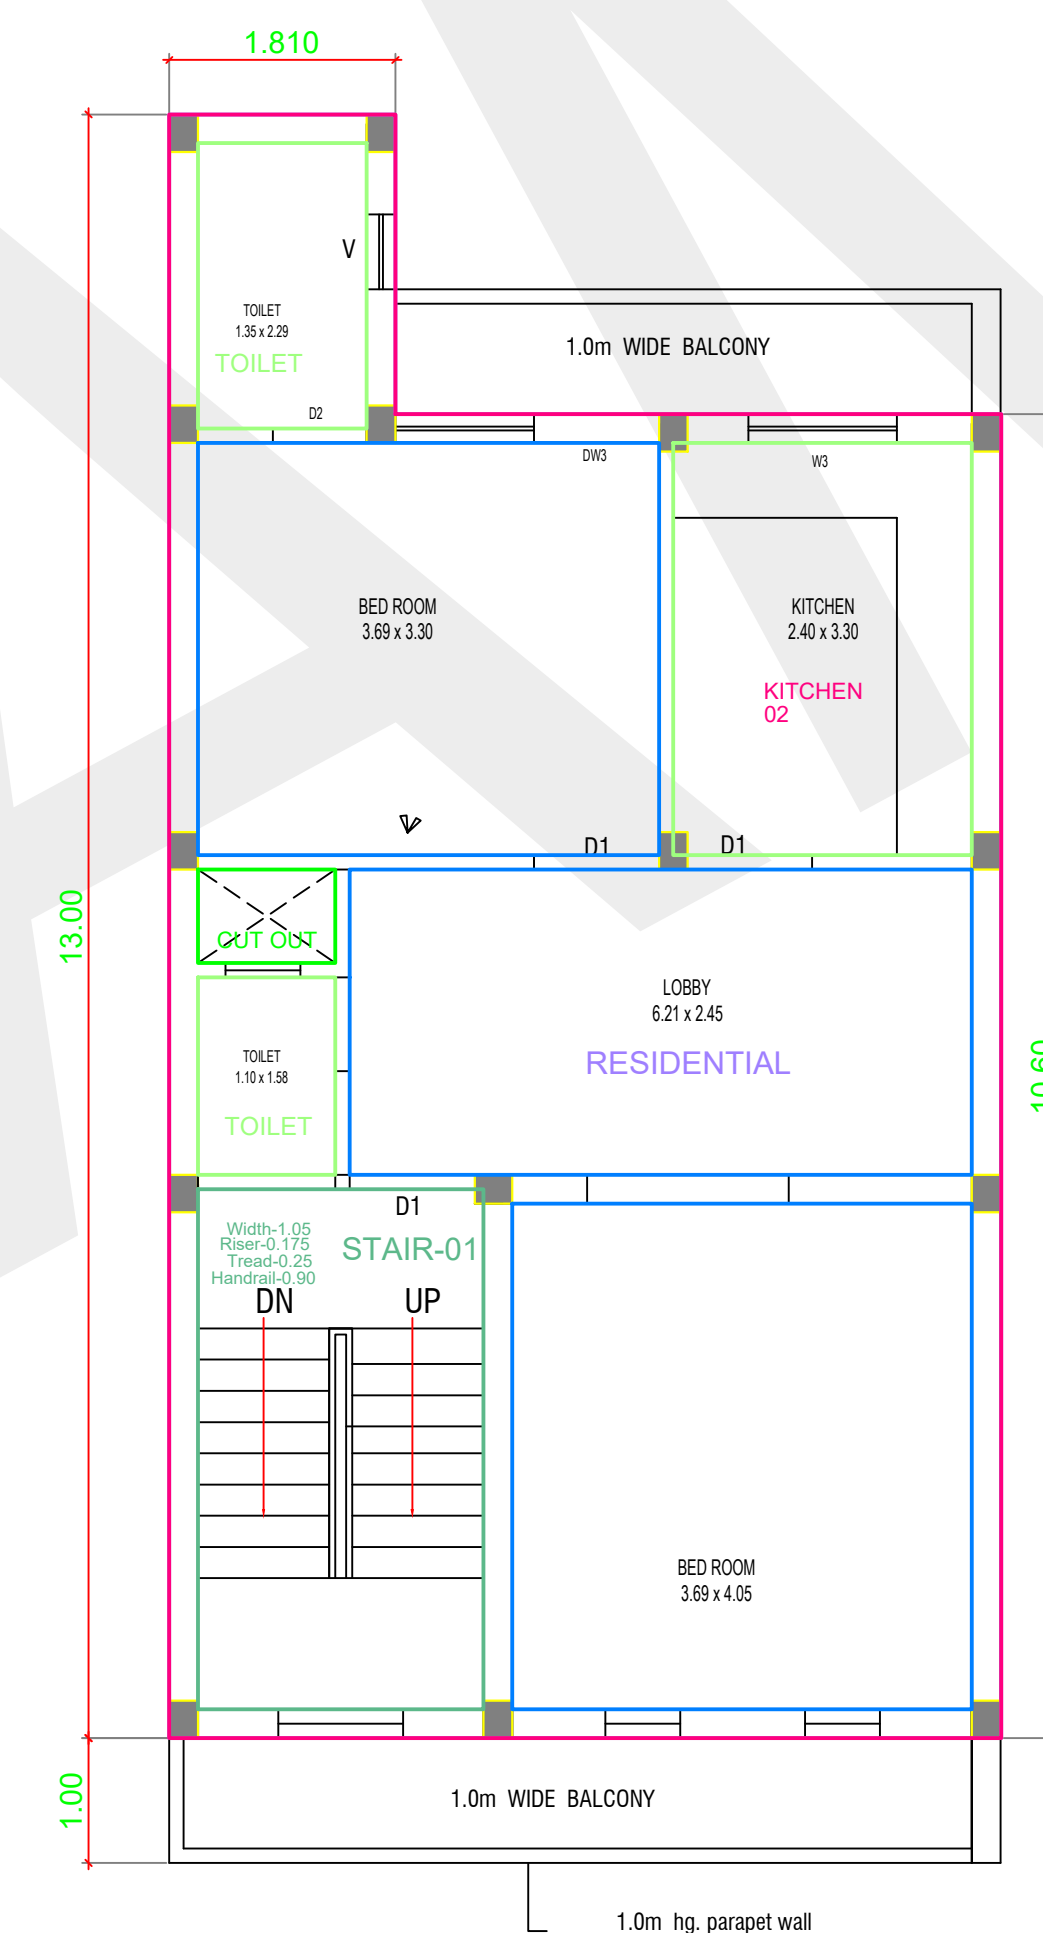 1.810
V
TOILET
1.35 x 2.29
TOILET
1.0m WIDE BALCONY
D2
DW3
W3
BED ROOM
3.69 x 3.30
KITCHEN
2.40 x 3.30
KITCHEN
02
D1
D1
13.00
CUT OUT
LOBBY
6.21 x 2.45
RESIDENTIAL
10.60
TOILET
1.10 x 1.58
TOILET
D1
Width-1.05
Riser-0.175
Tread-0.25
Handrail-0.90
STAIR-01
DN
UP
BED ROOM
3.69 x 4.05
1.00
1.0m WIDE BALCONY
1.0m hg. parapet wall